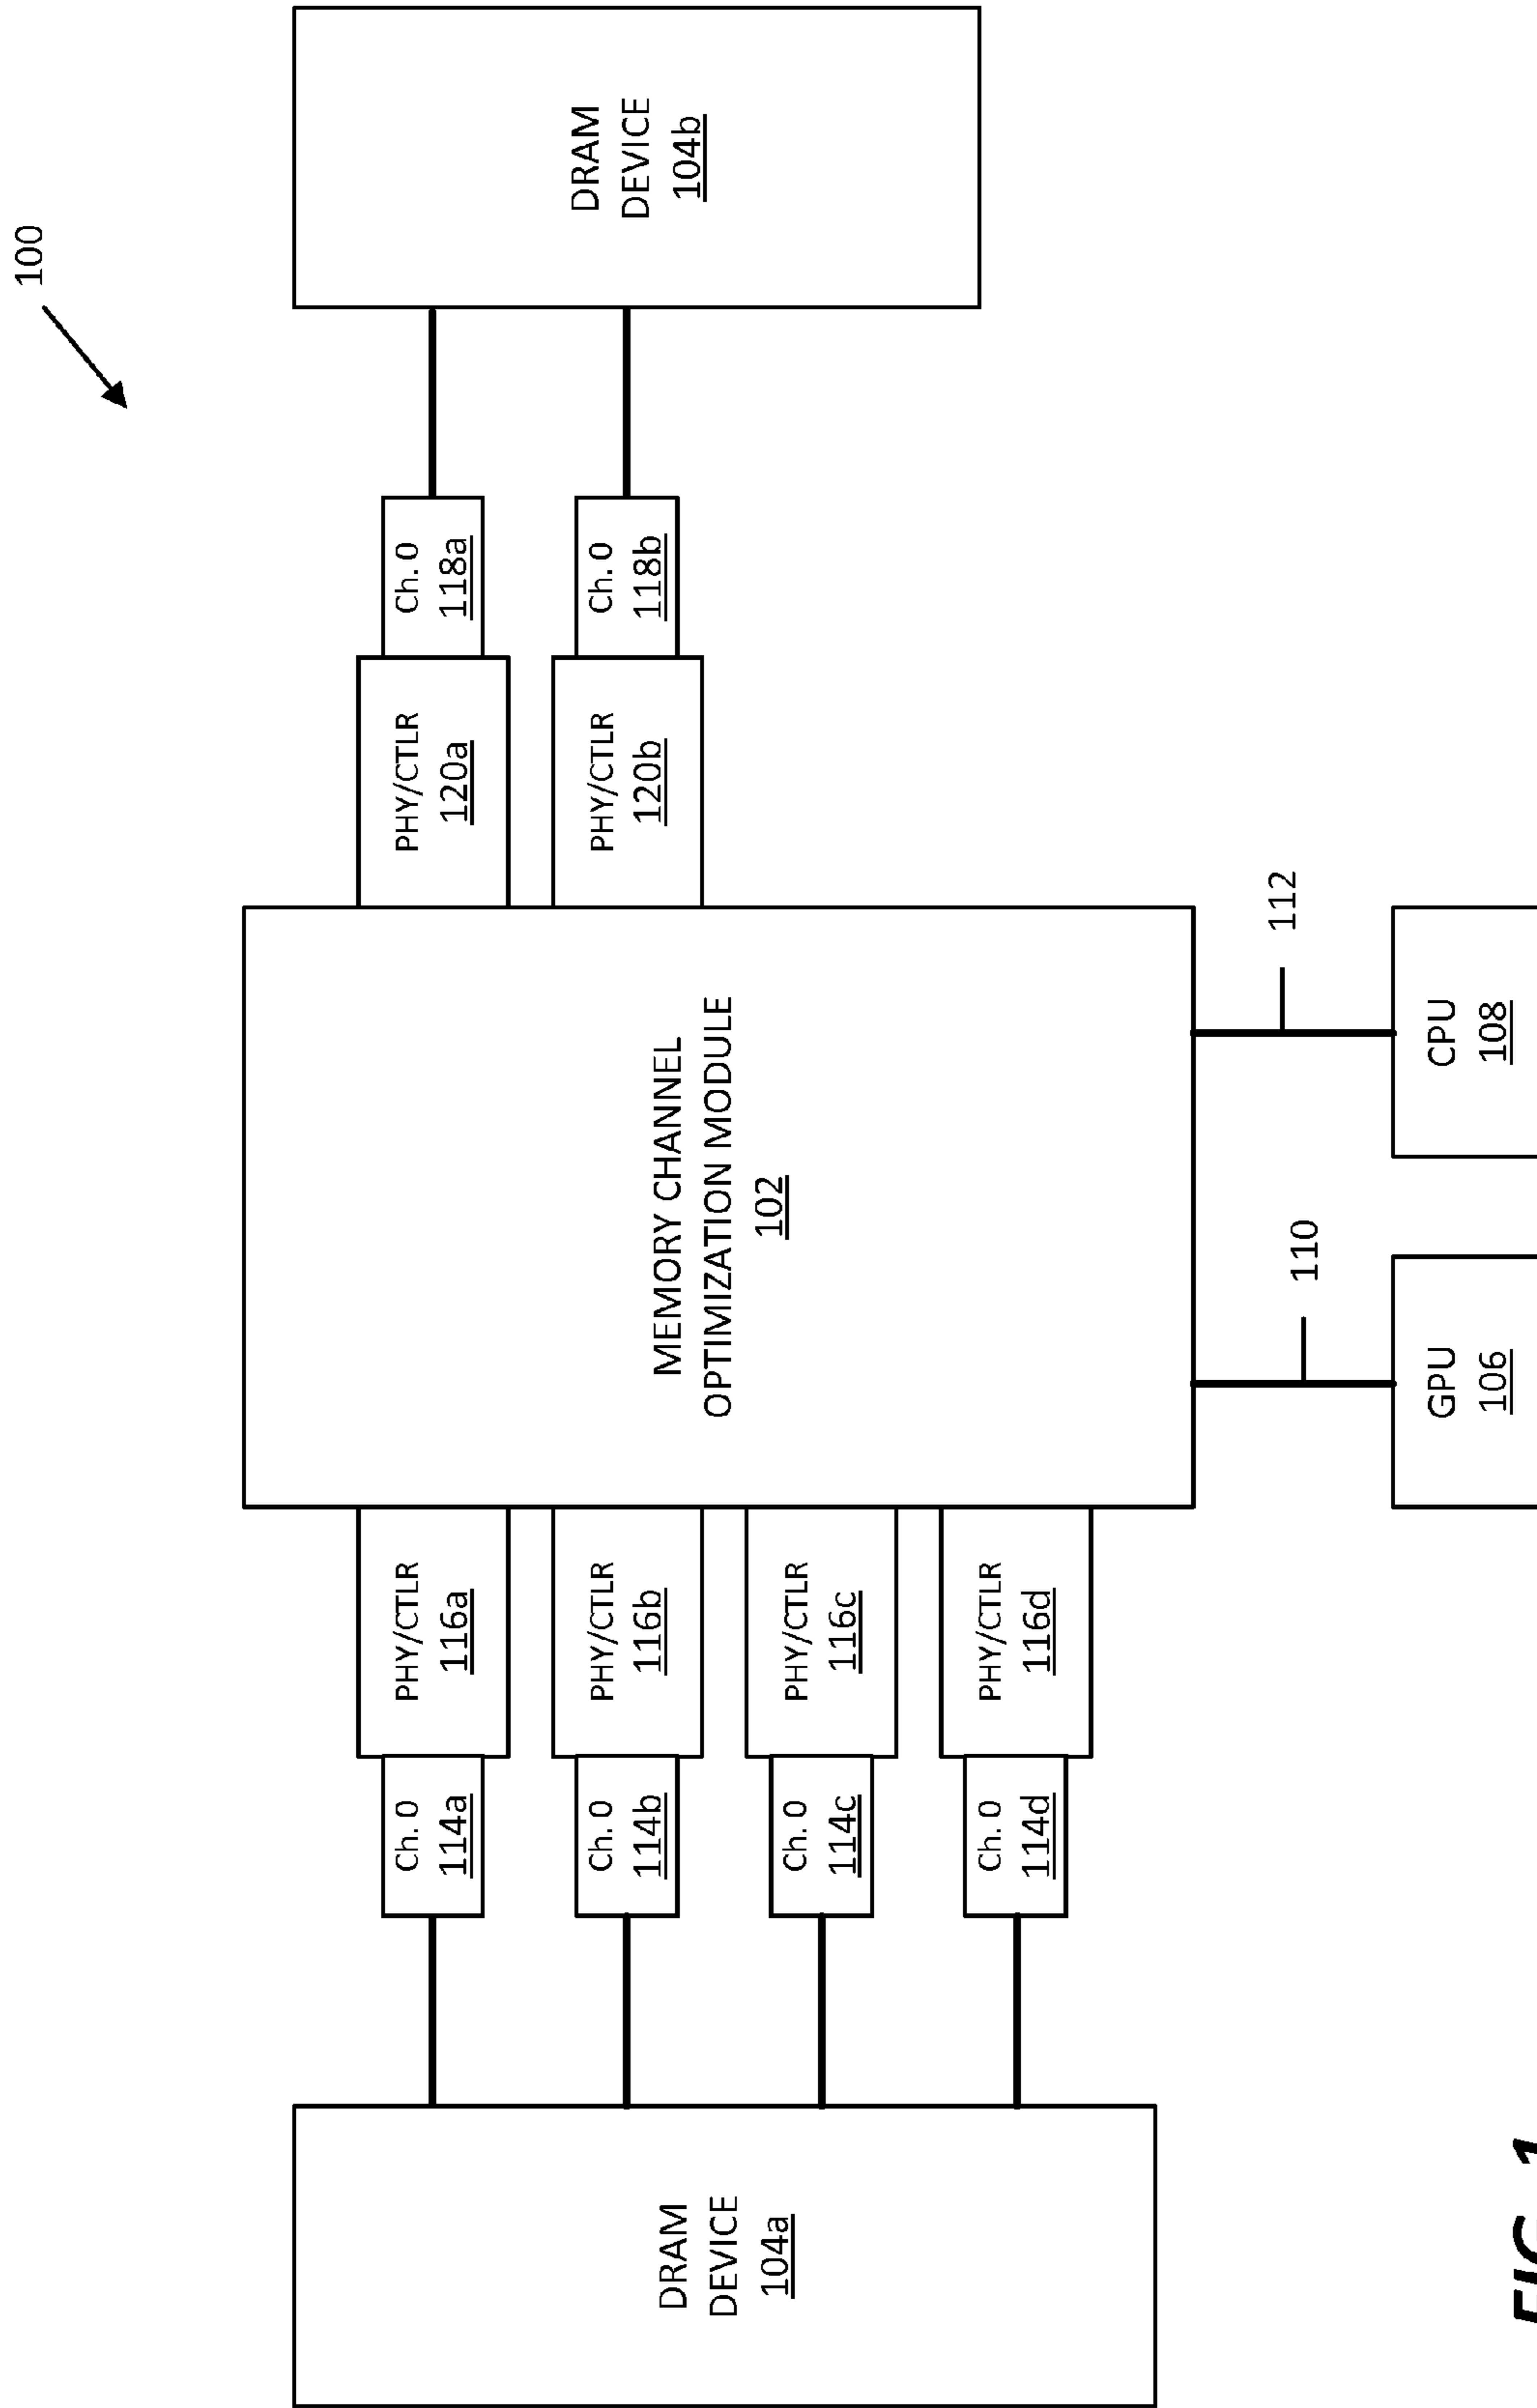 100
DRAM
DEVICE
104a
Ch. 0
114a
PHY/CTLR
116a
Ch. 0
114b
PHY/CTLR
116b
Ch. 0
114c
PHY/CTLR
116c
Ch. 0
114d
PHY/CTLR
116d
MEMORY CHANNEL
OPTIMIZATION MODULE
102
PHY/CTLR
120a
Ch. 0
118a
PHY/CTLR
120b
Ch. 0
118b
DRAM
DEVICE
104b
110
112
GPU
106
CPU
108
FIG. 1